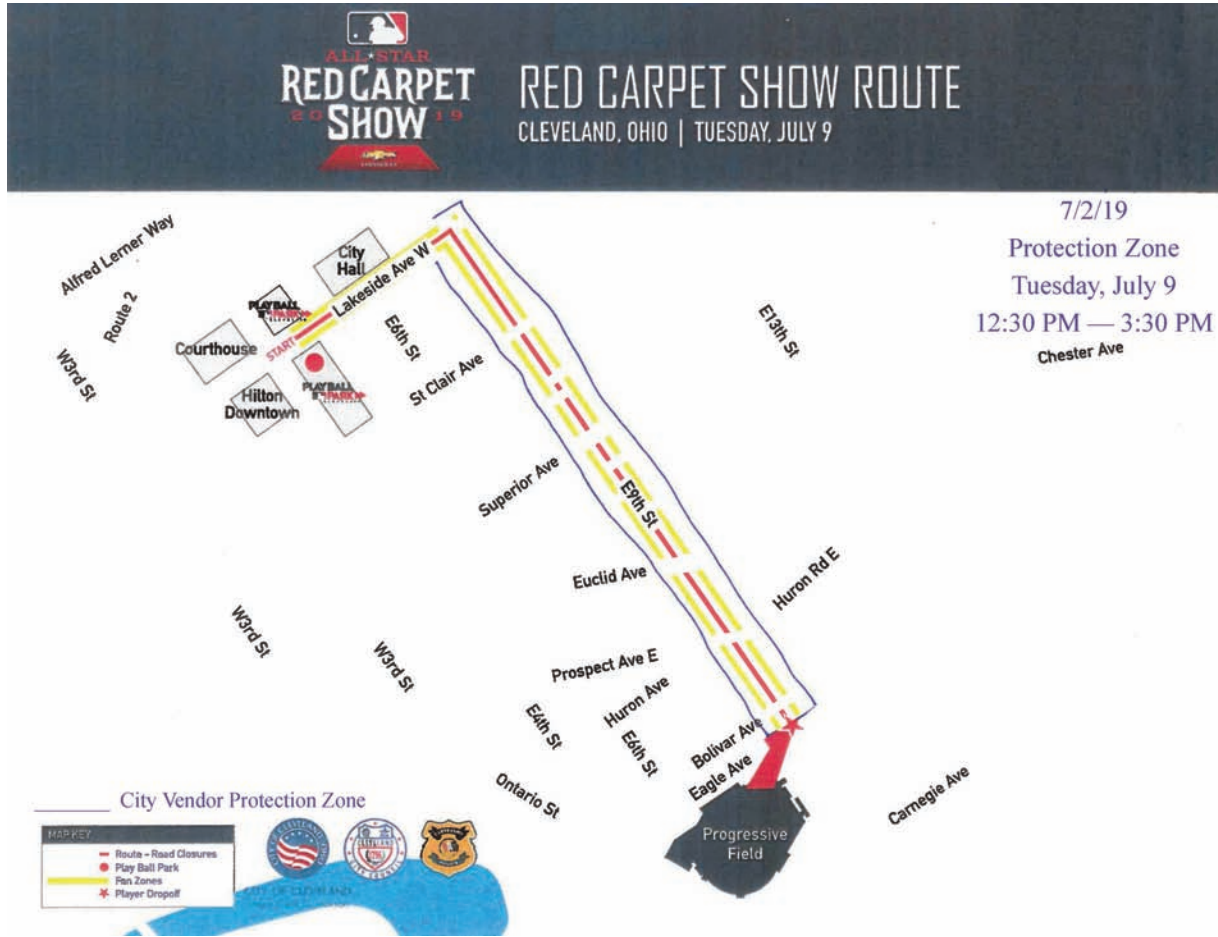 ALL★STAR
RED CARPET
2019
SHOW
RED CARPET SHOW ROUTE
CLEVELAND, OHIO | TUESDAY, JULY 9
7/2/19
Protection Zone
Tuesday, July 9
12:30 PM — 3:30 PM
Alfred Lerner Way
Route 2
W3rd St
City
Hall
Lakeside Ave W
PLAY BALL
PARK
Courthouse
START
Hilton
Downtown
PLAY BALL
PARK
E6th St
St Clair Ave
E13th St
Chester Ave
Superior Ave
E9th St
Euclid Ave
Huron Rd E
W3rd St
W3rd St
Prospect Ave E
Huron Ave
E4th St
E6th St
Bolivar Ave
Eagle Ave
Ontario St
Carnegie Ave
Progressive
Field
City Vendor Protection Zone
MAP KEY
Route - Road Closures
Play Ball Park
Fan Zones
Player Dropoff
CITY OF CLEVELAND